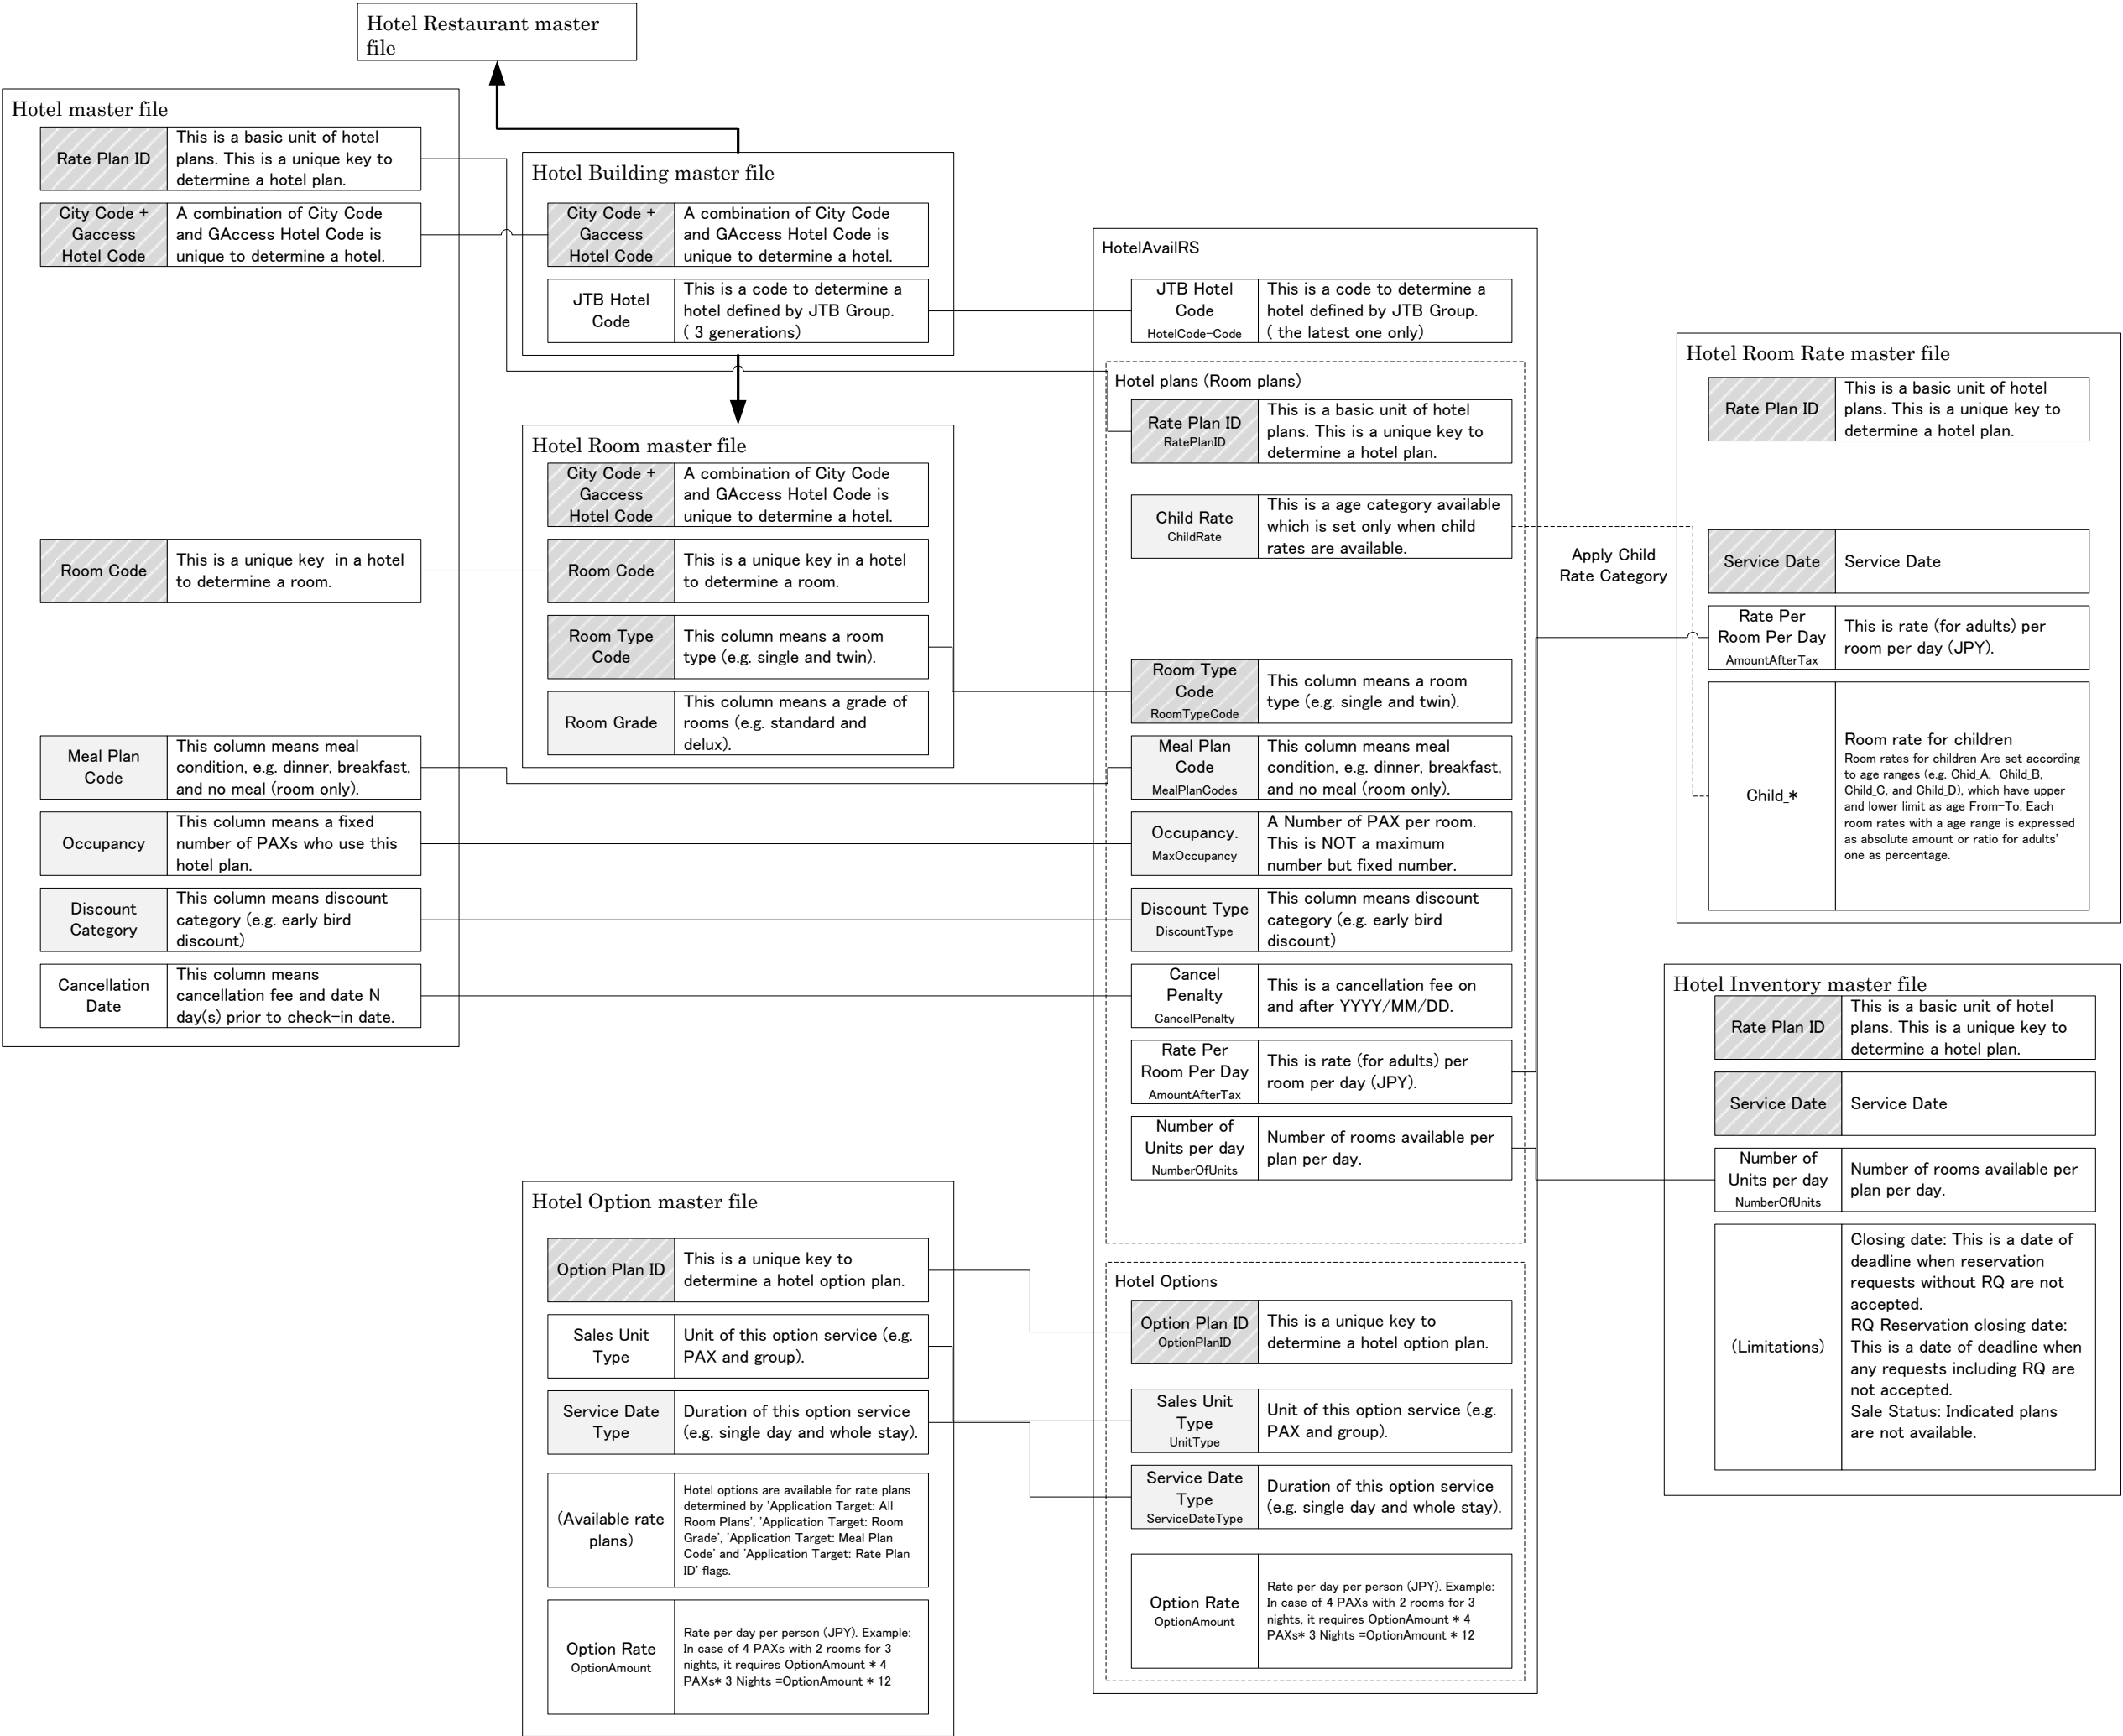 Hotel Restaurant master
file
Hotel master file
Rate Plan ID
This is a basic unit of hotel
plans. This is a unique key to
determine a hotel plan.
City Code +
Gaccess
Hotel Code
A combination of City Code
and GAccess Hotel Code is
unique to determine a hotel.
Room Code
This is a unique key  in a hotel
to determine a room.
Meal Plan
Code
This column means meal
condition, e.g. dinner, breakfast,
and no meal (room only).
Occupancy
This column means a fixed
number of PAXs who use this
hotel plan.
Discount
Category
This column means discount
category (e.g. early bird
discount)
Cancellation
Date
This column means
cancellation fee and date N
day(s) prior to check-in date.
Hotel Building master file
City Code +
Gaccess
Hotel Code
A combination of City Code
and GAccess Hotel Code is
unique to determine a hotel.
JTB Hotel
Code
This is a code to determine a
hotel defined by JTB Group.
( 3 generations)
Hotel Room master file
City Code +
Gaccess
Hotel Code
A combination of City Code
and GAccess Hotel Code is
unique to determine a hotel.
Room Code
This is a unique key in a hotel
to determine a room.
Room Type
Code
This column means a room
type (e.g. single and twin).
Room Grade
This column means a grade of
rooms (e.g. standard and
delux).
Hotel Option master file
Option Plan ID
This is a unique key to
determine a hotel option plan.
Sales Unit
Type
Unit of this option service (e.g.
PAX and group).
Service Date
Type
Duration of this option service
(e.g. single day and whole stay).
(Available rate
plans)
Hotel options are available for rate plans
determined by 'Application Target: All
Room Plans', 'Application Target: Room
Grade', 'Application Target: Meal Plan
Code' and 'Application Target: Rate Plan
ID' flags.
Option Rate
OptionAmount
Rate per day per person (JPY). Example:
In case of 4 PAXs with 2 rooms for 3
nights, it requires OptionAmount * 4
PAXs* 3 Nights =OptionAmount * 12
HotelAvailRS
JTB Hotel
Code
HotelCode-Code
This is a code to determine a
hotel defined by JTB Group.
( the latest one only)
Hotel plans (Room plans)
Rate Plan ID
RatePlanID
This is a basic unit of hotel
plans. This is a unique key to
determine a hotel plan.
Child Rate
ChildRate
This is a age category available
which is set only when child
rates are available.
Room Type
Code
RoomTypeCode
This column means a room
type (e.g. single and twin).
Meal Plan
Code
MealPlanCodes
This column means meal
condition, e.g. dinner, breakfast,
and no meal (room only).
Occupancy.
MaxOccupancy
A Number of PAX per room.
This is NOT a maximum
number but fixed number.
Discount Type
DiscountType
This column means discount
category (e.g. early bird
discount)
Cancel
Penalty
CancelPenalty
This is a cancellation fee on
and after YYYY/MM/DD.
Rate Per
Room Per Day
AmountAfterTax
This is rate (for adults) per
room per day (JPY).
Number of
Units per day
NumberOfUnits
Number of rooms available per
plan per day.
Hotel Options
Option Plan ID
OptionPlanID
This is a unique key to
determine a hotel option plan.
Sales Unit
Type
UnitType
Unit of this option service (e.g.
PAX and group).
Service Date
Type
ServiceDateType
Duration of this option service
(e.g. single day and whole stay).
Option Rate
OptionAmount
Rate per day per person (JPY). Example:
In case of 4 PAXs with 2 rooms for 3
nights, it requires OptionAmount * 4
PAXs* 3 Nights =OptionAmount * 12
Apply Child
Rate Category
Hotel Room Rate master file
Rate Plan ID
This is a basic unit of hotel
plans. This is a unique key to
determine a hotel plan.
Service Date
Service Date
Rate Per
Room Per Day
AmountAfterTax
This is rate (for adults) per
room per day (JPY).
Child_*
Room rate for children
Room rates for children Are set according
to age ranges (e.g. Chid_A,  Child_B,
Child_C, and Child_D), which have upper
and lower limit as age From-To. Each
room rates with a age range is expressed
as absolute amount or ratio for adults'
one as percentage.
Hotel Inventory master file
Rate Plan ID
This is a basic unit of hotel
plans. This is a unique key to
determine a hotel plan.
Service Date
Service Date
Number of
Units per day
NumberOfUnits
Number of rooms available per
plan per day.
(Limitations)
Closing date: This is a date of
deadline when reservation
requests without RQ are not
accepted.
RQ Reservation closing date:
This is a date of deadline when
any requests including RQ are
not accepted.
Sale Status: Indicated plans
are not available.